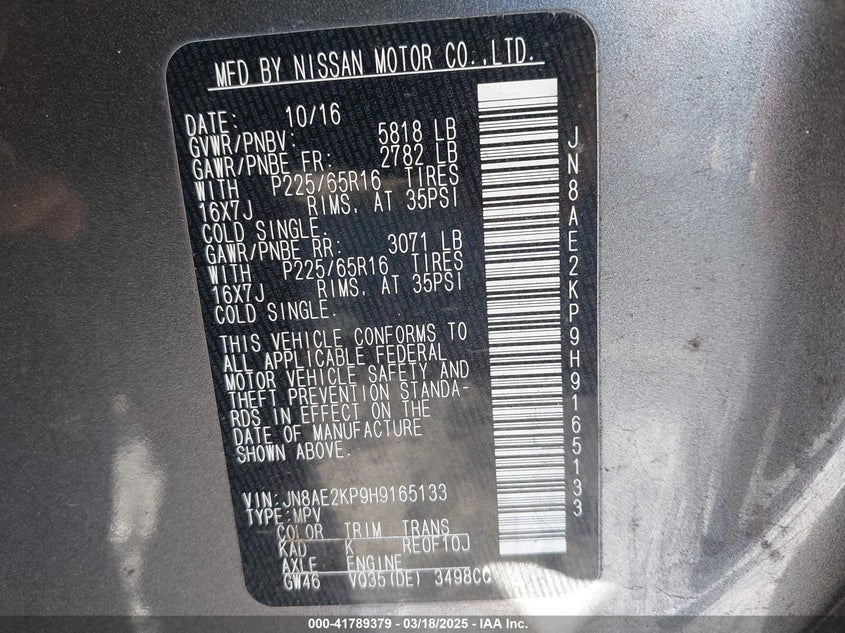 MFD BY NISSAN MOTOR CO.,LTD.
DATE: 10/16
GVWR/PNBV: 5818 LB
GAWR/PNBE FR: 2782 LB
WITH P225/65R16 TIRES
16X7J RIMS, AT 35PSI
COLD SINGLE.
GAWR/PNBE RR: 3071 LB
WITH P225/65R16 TIRES
16X7J RIMS, AT 35PSI
COLD SINGLE.
THIS VEHICLE CONFORMS TO
ALL APPLICABLE FEDERAL
MOTOR VEHICLE SAFETY AND
THEFT PREVENTION STANDA-
RDS IN EFFECT ON THE
DATE OF MANUFACTURE
SHOWN ABOVE.
VIN:JN8AE2KP9H9165133
TYPE:MPV
COLOR TRIM TRANS
KAD K RE0F10J
AXLE ENGINE
GW46 VQ35(DE) 3498CC
JN8AE2KP9H9165133
000-41789379 - 03/18/2025 - IAA Inc.